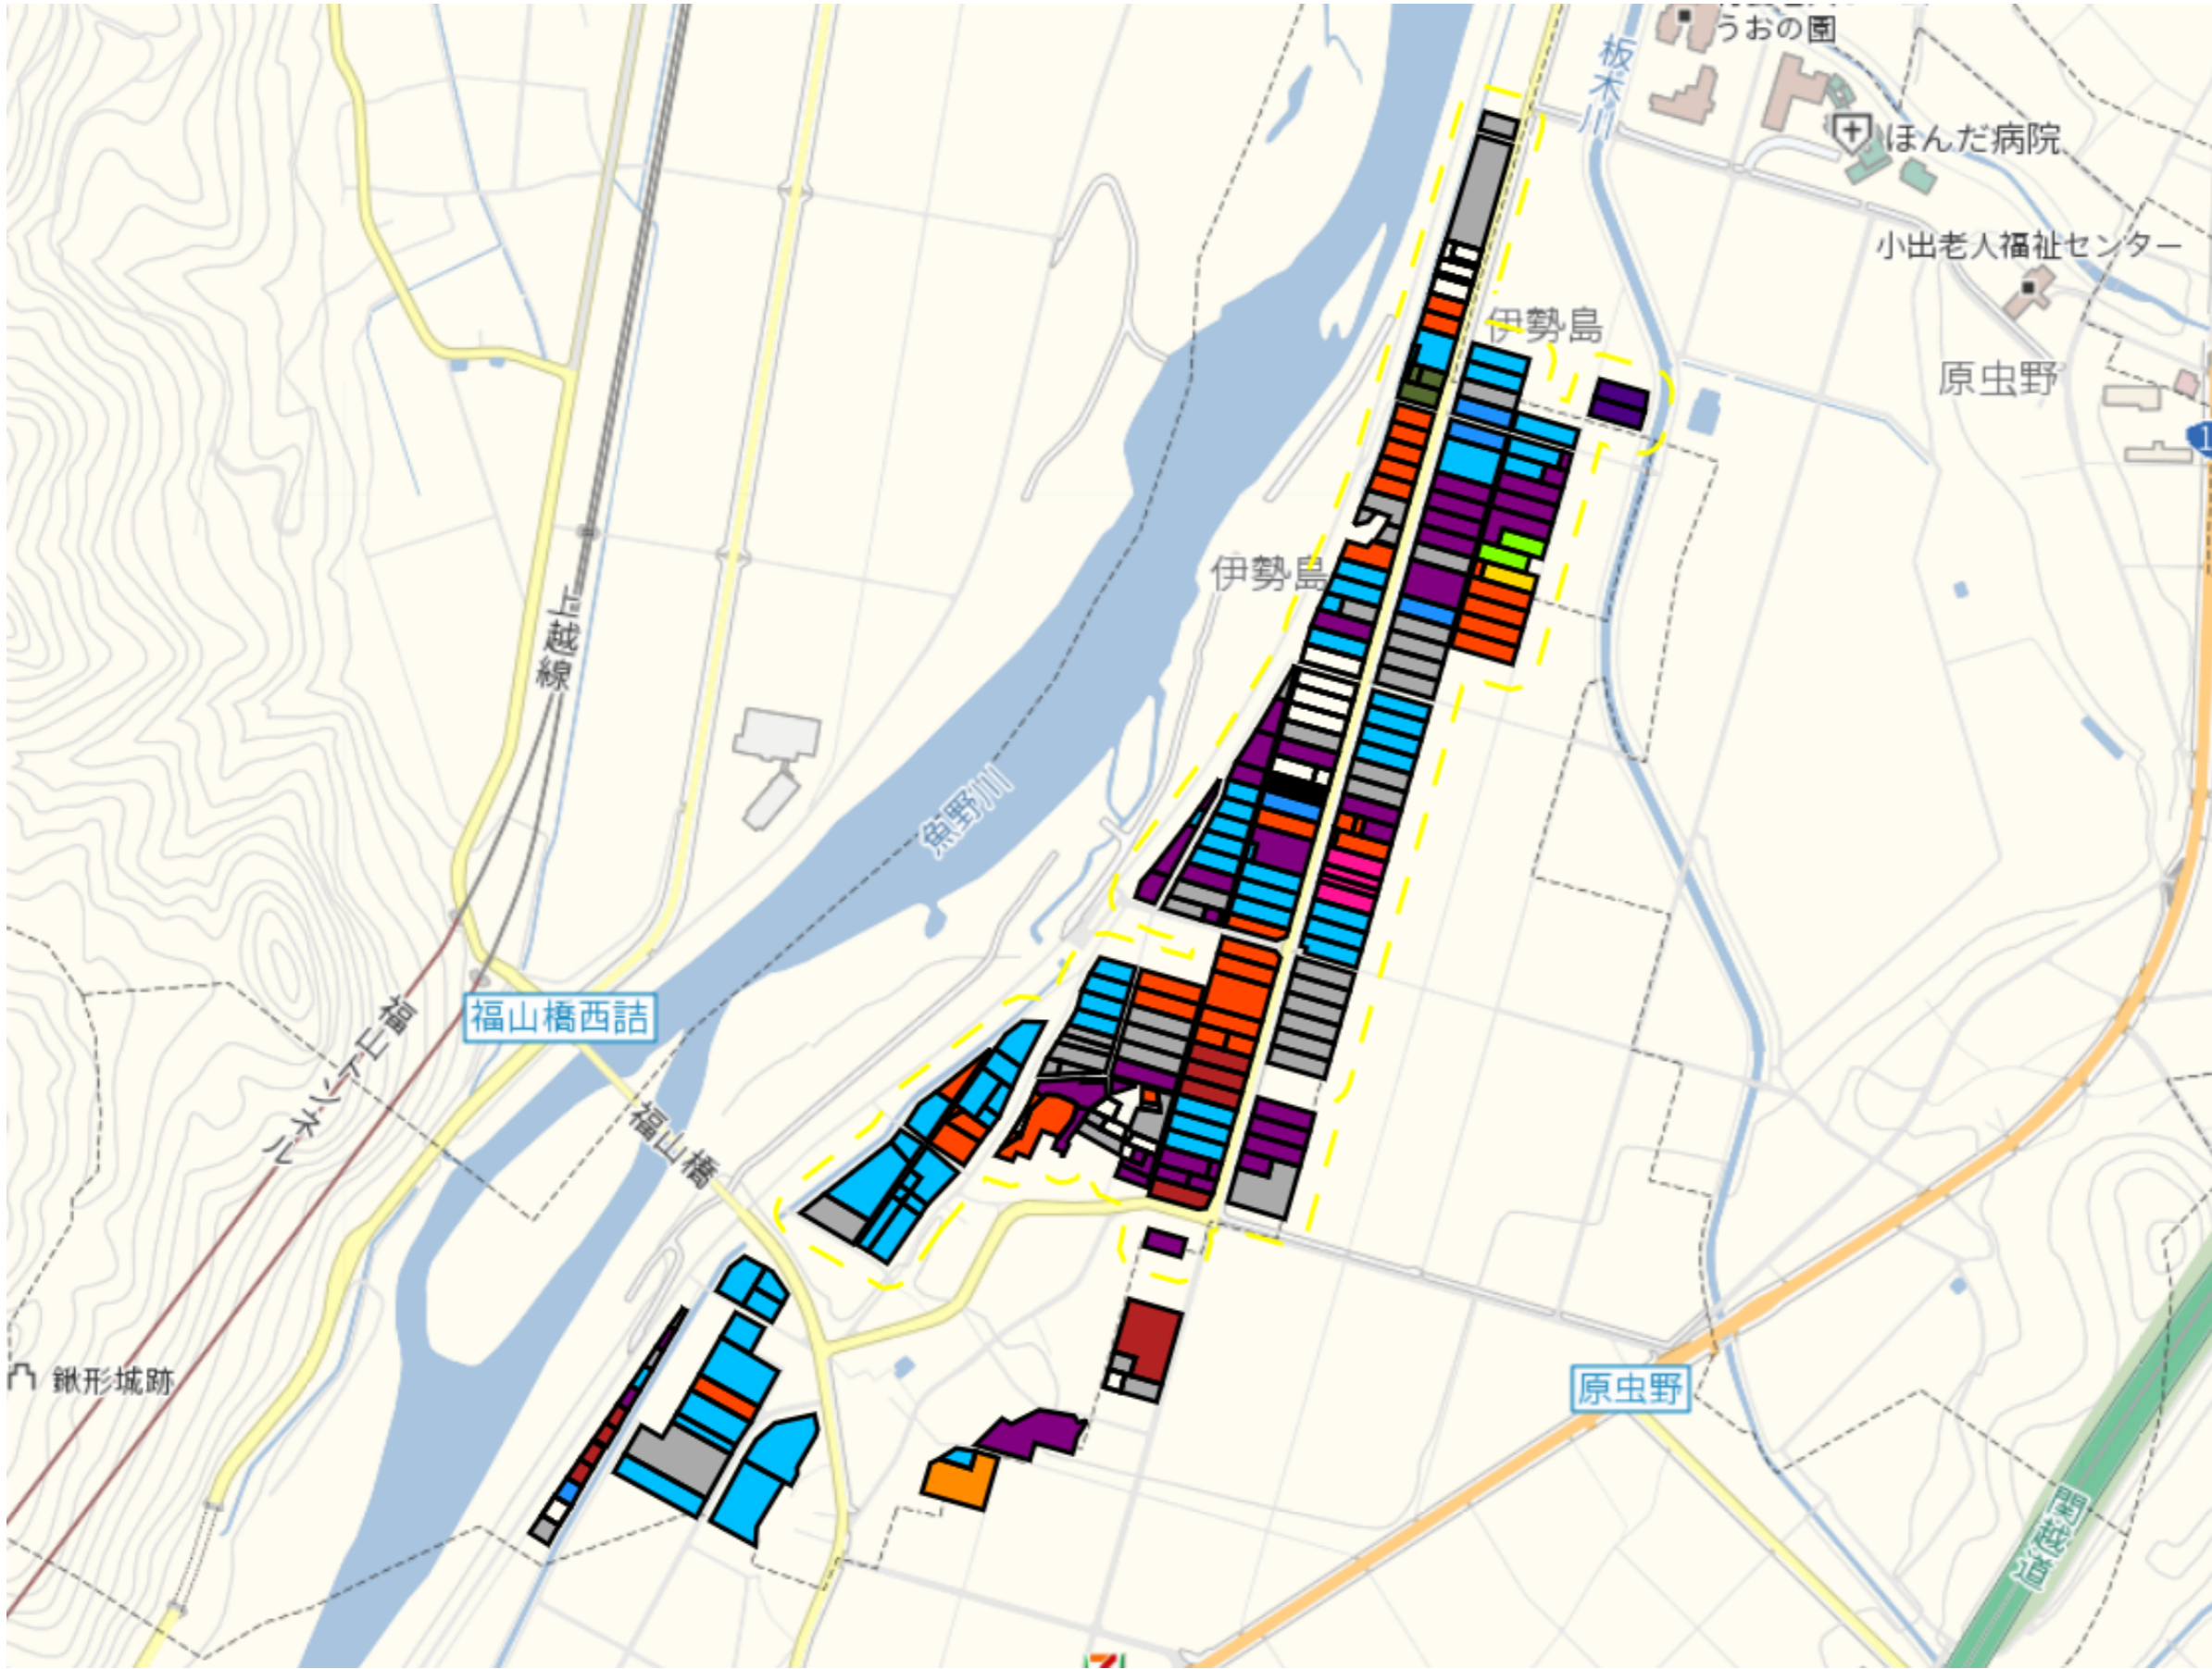 うおの園
板木川
ほんだ病院
小出老人福祉センター
伊勢島
原虫野
1
伊勢島
上越線
魚野川
福山橋西詰
福山トンネル
福山橋
鍬形城跡
原虫野
関越道
7